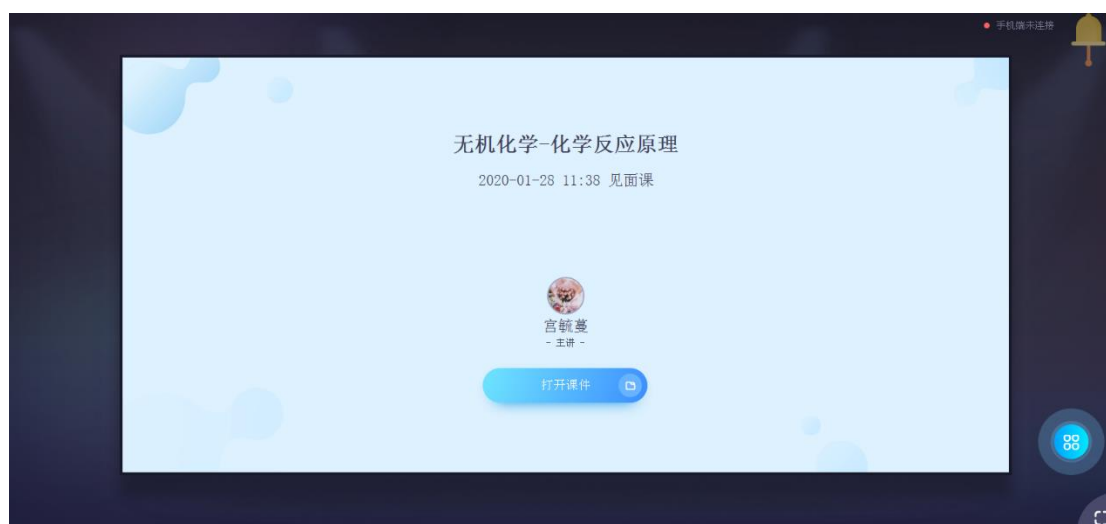 手机端未连接
无机化学-化学反应原理
2020-01-28 11:38 见面课
宫毓蔓
- 主讲 -
打开课件